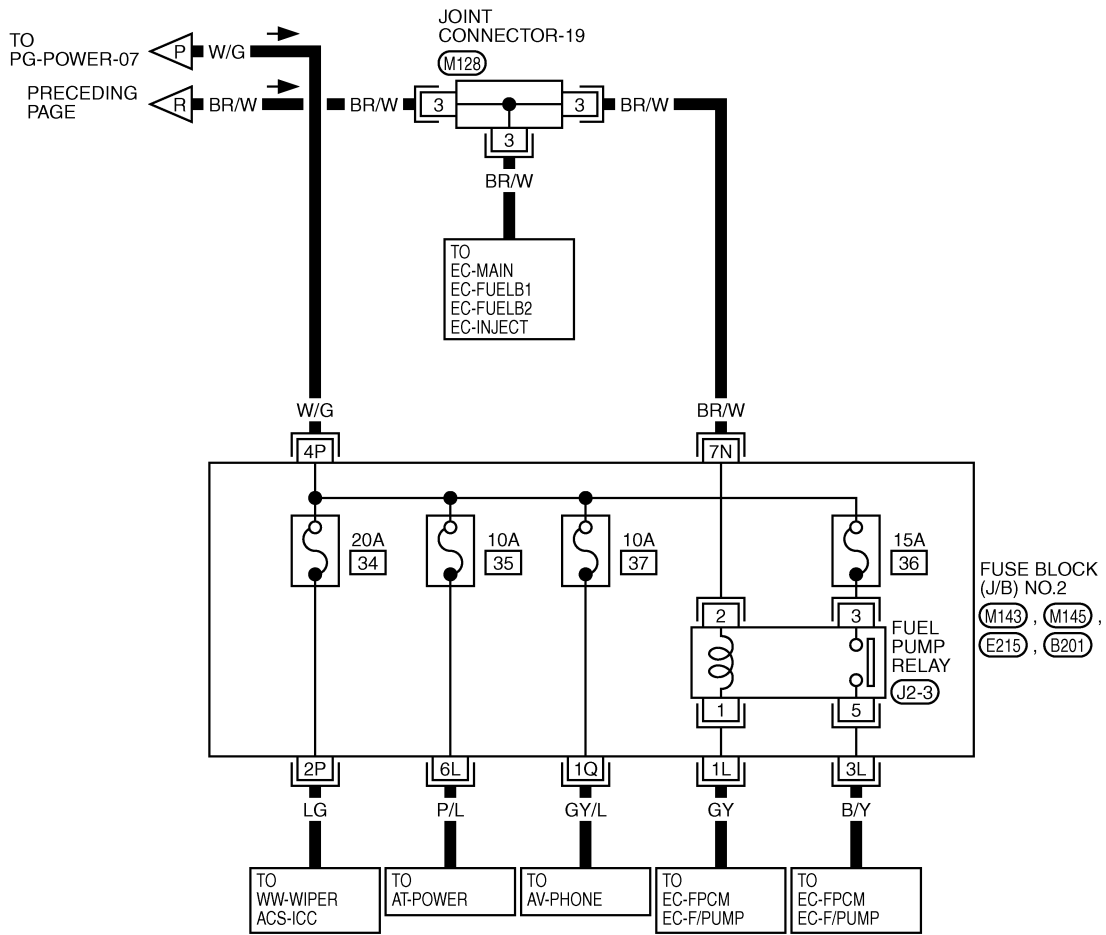 JOINT
CONNECTOR-19
M128
TO
PG-POWER-07
P
W/G
PRECEDING
PAGE
R
BR/W
BR/W
3
3
BR/W
3
BR/W
TO
EC-MAIN
EC-FUELB1
EC-FUELB2
EC-INJECT
W/G
BR/W
4P
7N
20A
34
10A
35
10A
37
15A
36
FUSE BLOCK
(J/B) NO.2
M143 , M145 ,
E215 , B201
2
3
FUEL
PUMP
RELAY
J2-3
1
5
2P
6L
1Q
1L
3L
LG
P/L
GY/L
GY
B/Y
TO
WW-WIPER
ACS-ICC
TO
AT-POWER
TO
AV-PHONE
TO
EC-FPCM
EC-F/PUMP
TO
EC-FPCM
EC-F/PUMP